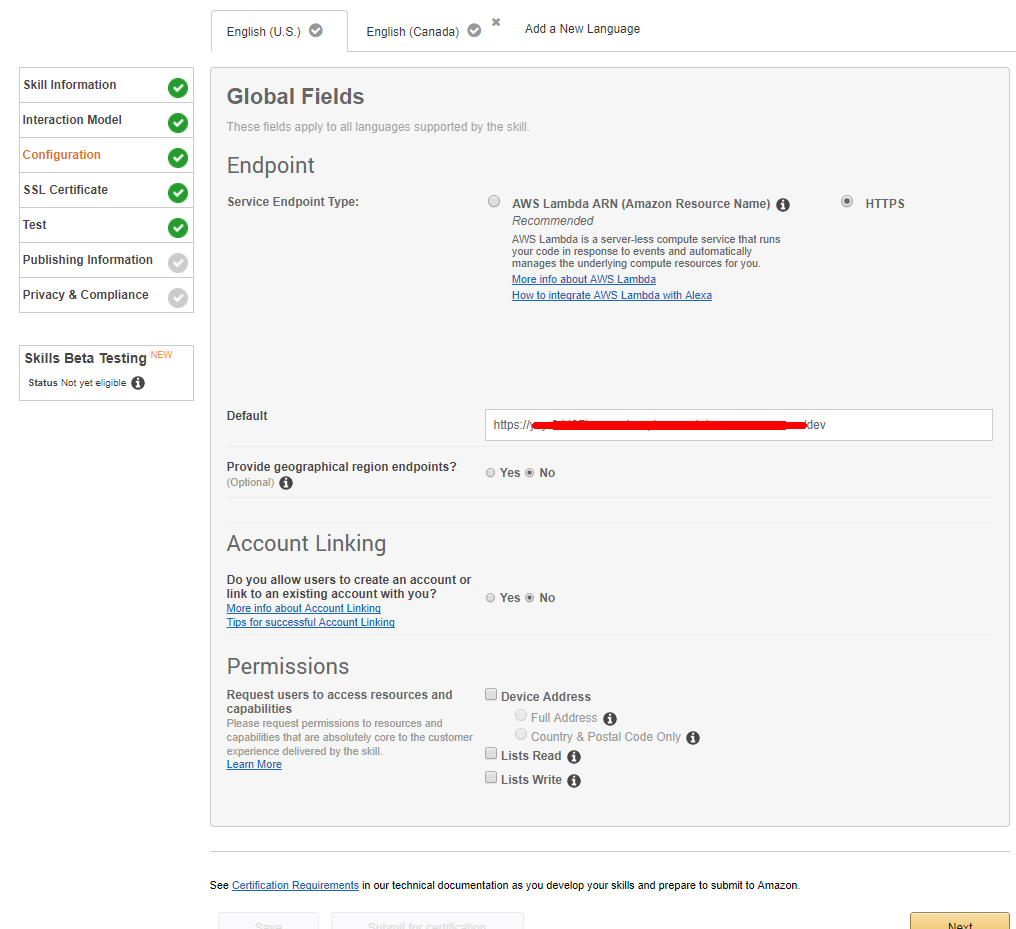 English (U.S.)
English (Canada)
Add a New Language
Skill Information
Interaction Model
Configuration
SSL Certificate
Test
Publishing Information
Privacy & Compliance
Skills Beta Testing NEW
Status Not yet eligible
Global Fields
These fields apply to all languages supported by the skill.
Endpoint
Service Endpoint Type:
AWS Lambda ARN (Amazon Resource Name)
HTTPS
Recommended
AWS Lambda is a server-less compute service that runs
your code in response to events and automatically
manages the underlying compute resources for you.
More info about AWS Lambda
How to integrate AWS Lambda with Alexa
Default
https:// /dev
Provide geographical region endpoints?
(Optional)
Yes No
Account Linking
Do you allow users to create an account or
link to an existing account with you?
Yes No
More info about Account Linking
Tips for successful Account Linking
Permissions
Request users to access resources and
capabilities
Please request permissions to resources and
capabilities that are absolutely core to the customer
experience delivered by the skill.
Learn More
Device Address
Full Address
Country & Postal Code Only
Lists Read
Lists Write
See Certification Requirements in our technical documentation as you develop your skills and prepare to submit to Amazon.
Save
Submit for certification
Next